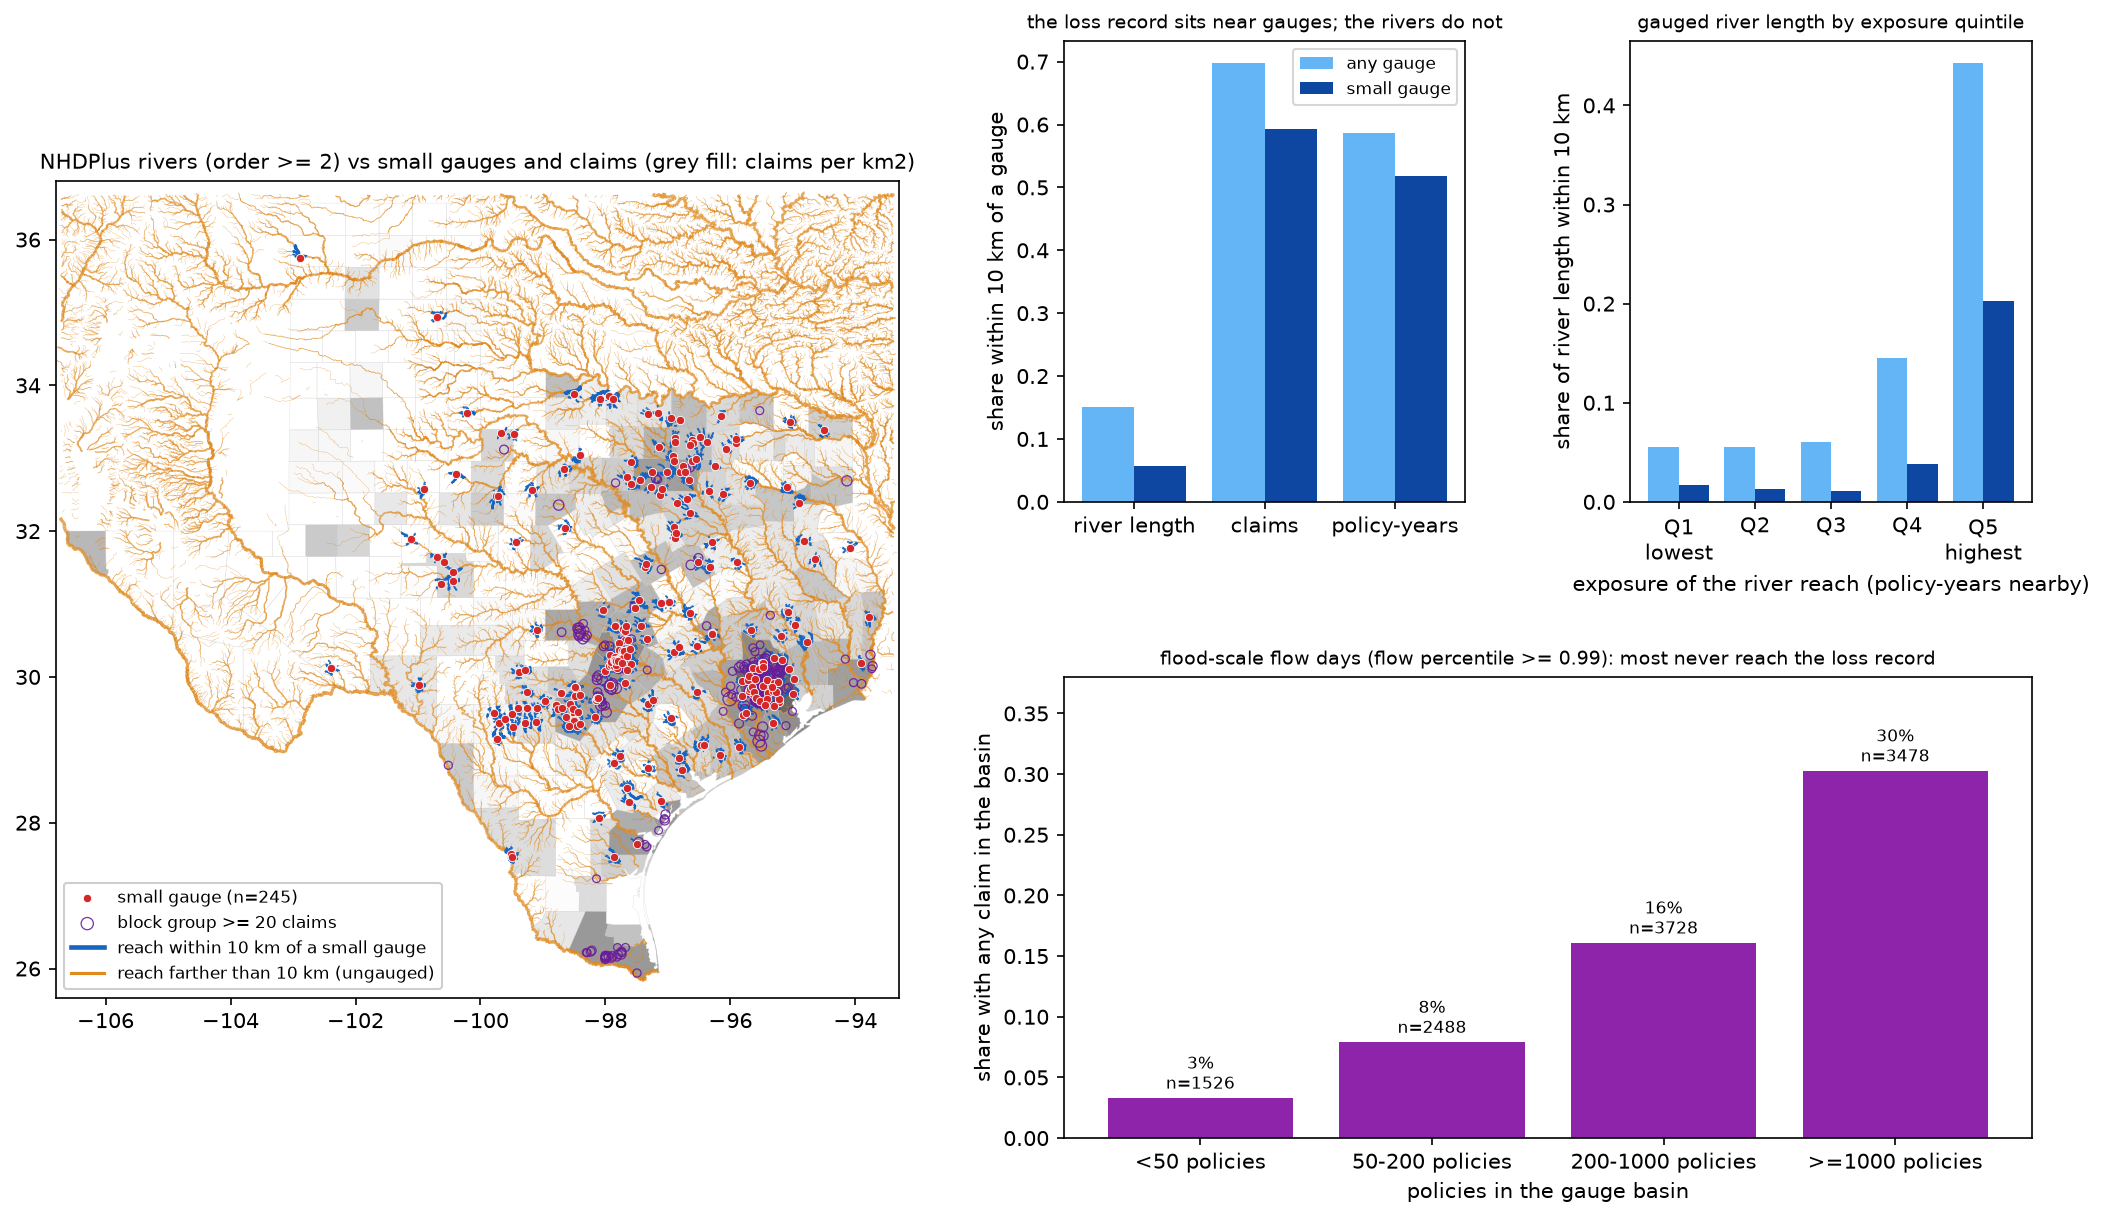 NHDPlus rivers (order >= 2) vs small gauges and claims (grey fill: claims per km2)
36
34
32
30
28
26
−106
−104
−102
−100
−98
−96
−94
small gauge (n=245)
block group >= 20 claims
reach within 10 km of a small gauge
reach farther than 10 km (ungauged)
the loss record sits near gauges; the rivers do not
share within 10 km of a gauge
0.7
0.6
0.5
0.4
0.3
0.2
0.1
0.0
any gauge
small gauge
river length
claims
policy-years
gauged river length by exposure quintile
share of river length within 10 km
0.4
0.3
0.2
0.1
0.0
Q1
lowest
Q2
Q3
Q4
Q5
highest
exposure of the river reach (policy-years nearby)
flood-scale flow days (flow percentile >= 0.99): most never reach the loss record
share with any claim in the basin
0.35
0.30
0.25
0.20
0.15
0.10
0.05
0.00
3%
n=1526
8%
n=2488
16%
n=3728
30%
n=3478
<50 policies
50-200 policies
200-1000 policies
>=1000 policies
policies in the gauge basin